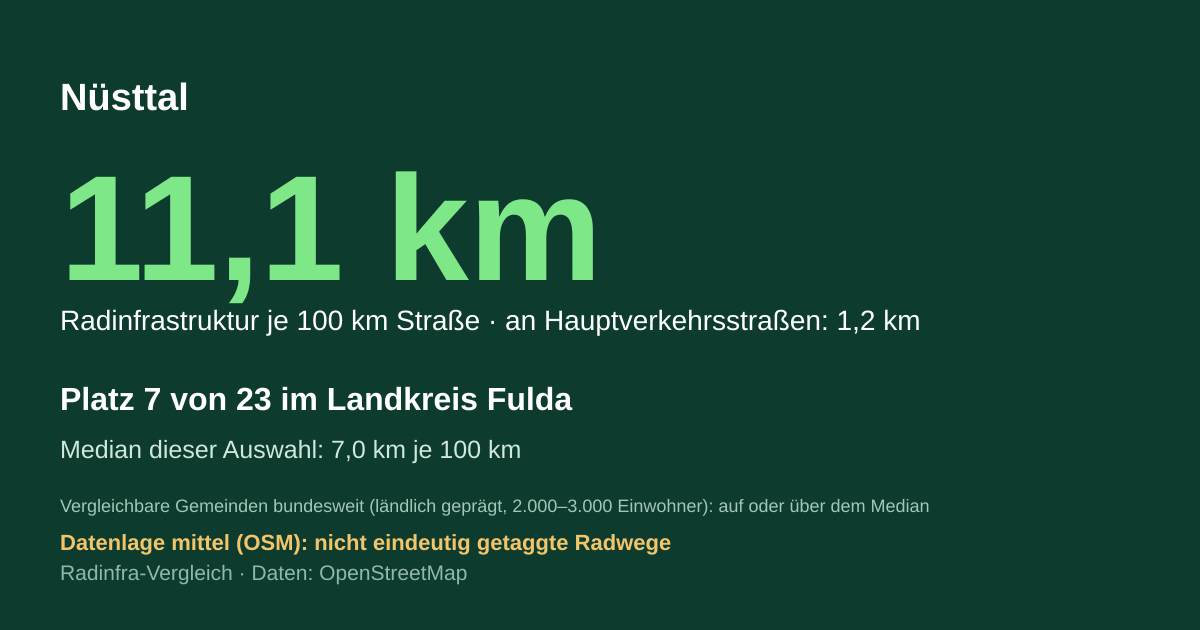 Nüsttal
11,1 km
Radinfrastruktur je 100 km Straße · an Hauptverkehrsstraßen: 1,2 km
Platz 7 von 23 im Landkreis Fulda
Median dieser Auswahl: 7,0 km je 100 km
Vergleichbare Gemeinden bundesweit (ländlich geprägt, 2.000–3.000 Einwohner): auf oder über dem Median
Datenlage mittel (OSM): nicht eindeutig getaggte Radwege
Radinfra-Vergleich · Daten: OpenStreetMap